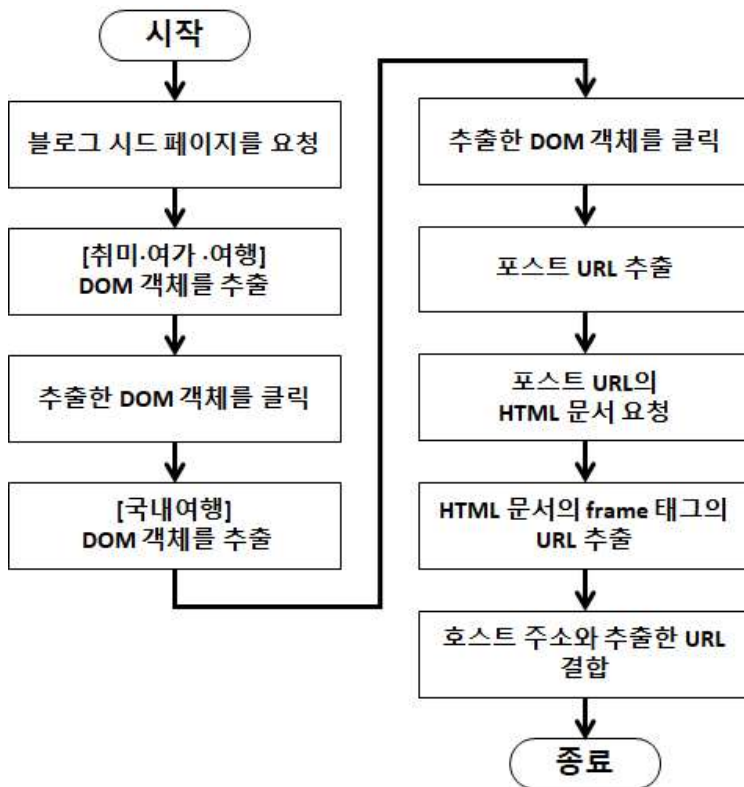 시작
블로그 시드 페이지를 요청
[취미·여가 ·여행]
DOM 객체를 추출
추출한 DOM 객체를 클릭
[국내여행]
DOM 객체를 추출
추출한 DOM 객체를 클릭
포스트 URL 추출
포스트 URL의
HTML 문서 요청
HTML 문서의 frame 태그의
URL 추출
호스트 주소와 추출한 URL
결합
종료